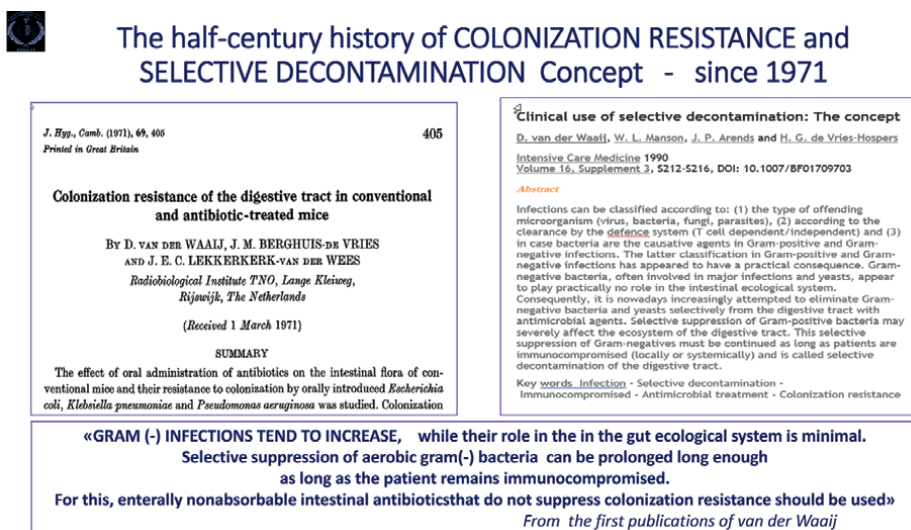 The half-century history of COLONIZATION RESISTANCE and
SELECTIVE DECONTAMINATION Concept - since 1971
J. Hyg., Camb. (1971), 69, 405
405
Printed in Great Britain
Colonization resistance of the digestive tract in conventional
and antibiotic-treated mice
BY D. VAN DER WAAIJ, J. M. BERGHUIS-DE VRIES
AND J. E. C. LEKKERKERK-VAN DER WEES
Radiobiological Institute TNO, Lange Kleiweg,
Rijswijk, The Netherlands
(Received 1 March 1971)
SUMMARY
The effect of oral administration of antibiotics on the intestinal flora of con-
ventional mice and their resistance to colonization by orally introduced Escherichia
coli, Klebsiella pneumoniae and Pseudomonas aeruginosa was studied. Colonization
Clinical use of selective decontamination: The concept
D. van der Waaij, W. L. Manson, J. P. Arends and H. G. de Vries-Hospers
Intensive Care Medicine 1990
Volume 16, Supplement 3, S212-S216, DOI: 10.1007/BF01709703
Abstract
Infections can be classified according to: (1) the type of offending
microorganism (virus, bacteria, fungi, parasites), (2) according to the
clearance by the defence system (T cell dependent/independent) and (3)
in case bacteria are the causative agents in Gram-positive and Gram-
negative infections. The latter classification in Gram-positive and Gram-
negative infections has appeared to have a practical consequence. Gram-
negative bacteria, often involved in major infections and yeasts, appear
to play practically no role in the intestinal ecological system.
Consequently, it is nowadays increasingly attempted to eliminate Gram-
negative bacteria and yeasts selectively from the digestive tract with
antimicrobial agents. Selective suppression of Gram-positive bacteria may
severely affect the ecosystem of the digestive tract. This selective
suppression of Gram-negatives must be continued as long as patients are
immunocompromised (locally or systemically) and is called selective
decontamination of the digestive tract.
Key words Infection - Selective decontamination -
Immunocompromised - Antimicrobial treatment - Colonization resistance
«GRAM (-) INFECTIONS TEND TO INCREASE, while their role in the in the gut ecological system is minimal.
Selective suppression of aerobic gram(-) bacteria can be prolonged long enough
as long as the patient remains immunocompromised.
For this, enterally nonabsorbable intestinal antibioticsthat do not suppress colonization resistance should be used»
From the first publications of van der Waaij